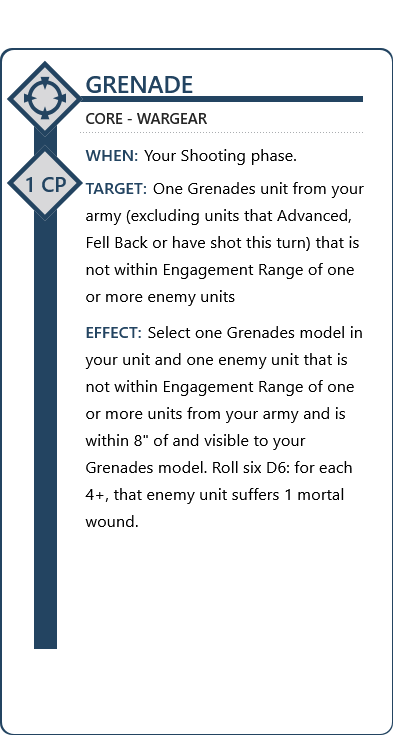 GRENADE
CORE - WARGEAR
1 CP
WHEN: Your Shooting phase.
TARGET: One Grenades unit from your
army (excluding units that Advanced,
Fell Back or have shot this turn) that is
not within Engagement Range of one
or more enemy units
EFFECT: Select one Grenades model in
your unit and one enemy unit that is
not within Engagement Range of one
or more units from your army and is
within 8" of and visible to your
Grenades model. Roll six D6: for each
4+, that enemy unit suffers 1 mortal
wound.